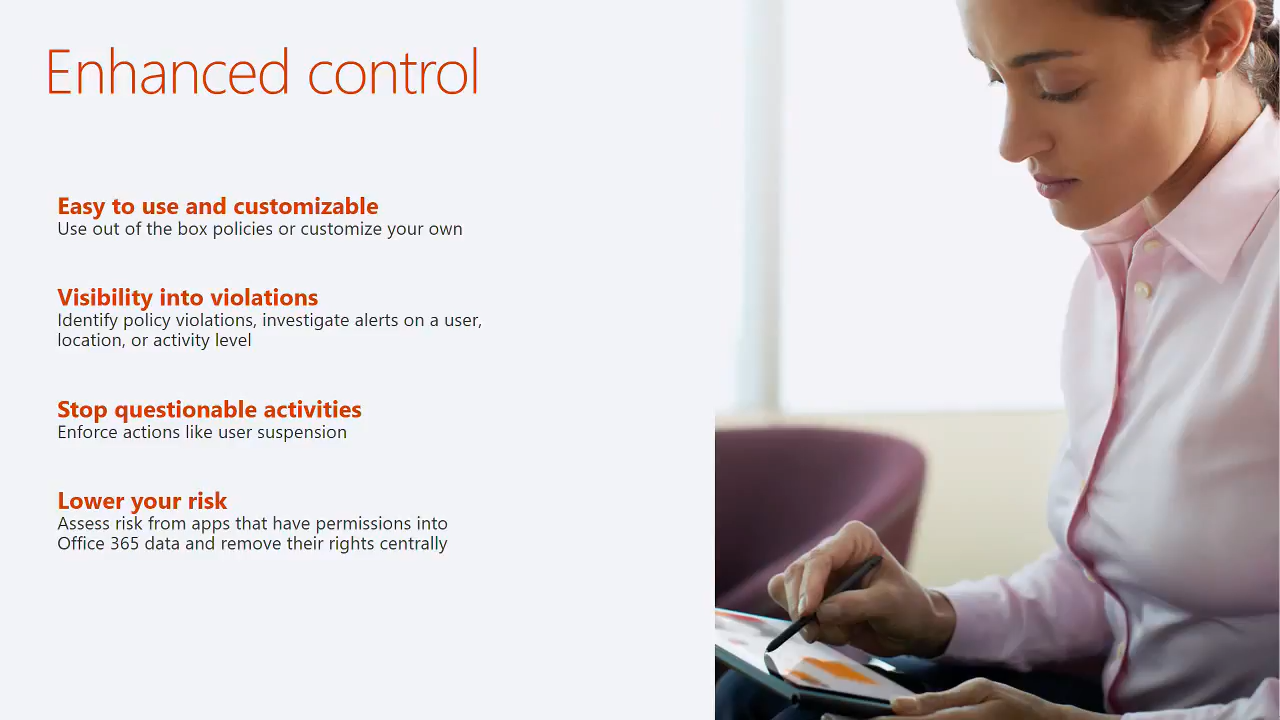 Enhanced control
Easy to use and customizable
Use out of the box policies or customize your own
Visibility into violations
Identify policy violations, investigate alerts on a user,
location, or activity level
Stop questionable activities
Enforce actions like user suspension
Lower your risk
Assess risk from apps that have permissions into
Office 365 data and remove their rights centrally